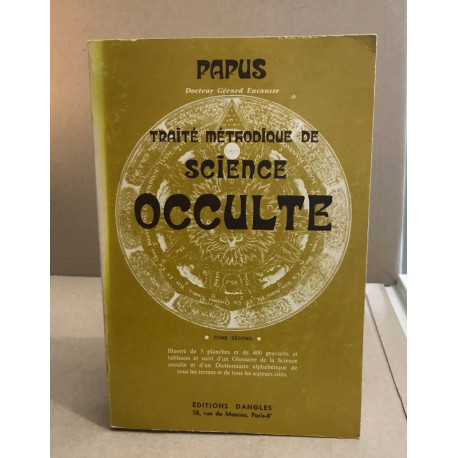 PAPUS
Docteur Gérard Encausse
TRAITÉ MÉTHODIQUE DE
SCIENCE
OCCULTE
TOME SECOND
Illustré de 3 planches et de 400 gravures et
tableaux et suivi d'un Glossaire de la Science
occulte et d'un Dictionnaire alphabétique de
tous les termes et de tous les auteurs cités.
ÉDITIONS DANGLES
38, rue de Moscou, Paris-8e